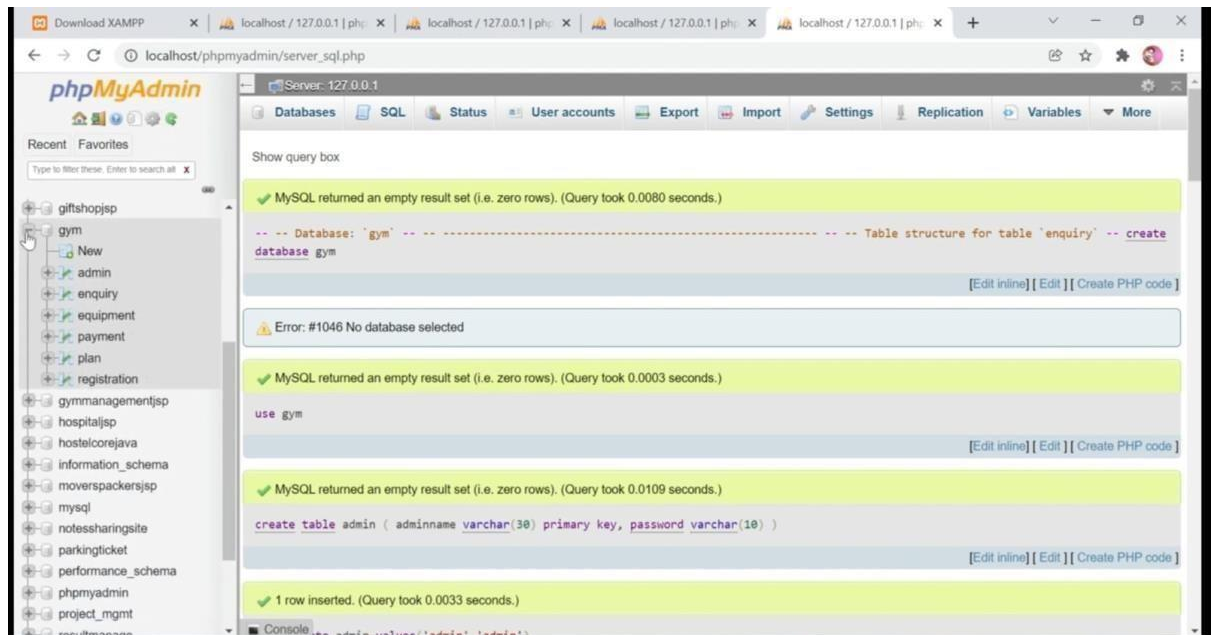 Download XAMPP
localhost / 127.0.0.1 | php
localhost / 127.0.0.1 | php
localhost / 127.0.0.1 | php
localhost / 127.0.0.1 | php
localhost/phpmyadmin/server_sql.php
phpMyAdmin
Server: 127.0.0.1
Databases SQL Status User accounts Export Import Settings Replication Variables More
Recent Favorites
Type to filter these, Enter to search all X
Show query box
giftshopjsp
gym
New
admin
enquiry
equipment
payment
plan
registration
gymmanagementjsp
hospitaljsp
hostelcorejava
information_schema
moverspackersjsp
mysql
notessharingsite
parkingticket
performance_schema
phpmyadmin
project_mgmt
resultmanage
MySQL returned an empty result set (i.e. zero rows). (Query took 0.0080 seconds.)
-- -- Database: `gym` -- -- -------------------------------------------------------- -- -- Table structure for table `enquiry` -- create
database gym
[Edit inline] [ Edit ] [ Create PHP code ]
Error: #1046 No database selected
MySQL returned an empty result set (i.e. zero rows). (Query took 0.0003 seconds.)
use gym
[Edit inline] [ Edit ] [ Create PHP code ]
MySQL returned an empty result set (i.e. zero rows). (Query took 0.0109 seconds.)
create table admin ( adminname varchar(30) primary key, password varchar(10) )
[Edit inline] [ Edit ] [ Create PHP code ]
1 row inserted. (Query took 0.0033 seconds.)
Console
admin values('admin','admin')